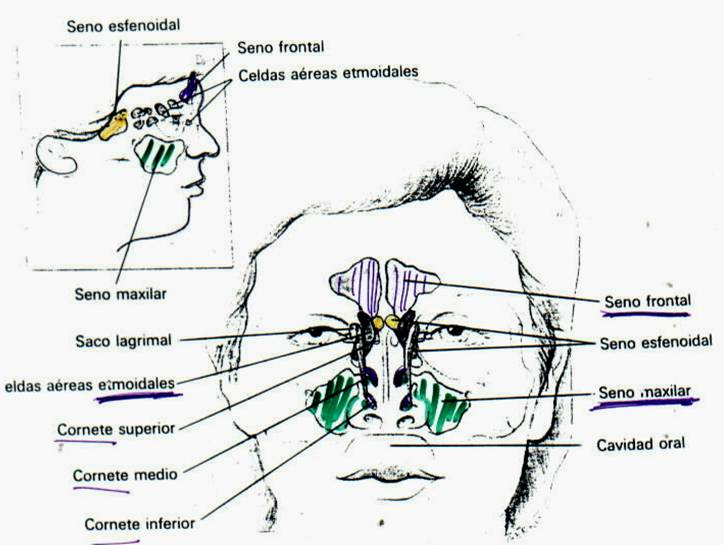 Seno esfenoidal
Seno frontal
Celdas aéreas etmoidales
Seno maxilar
Seno frontal
Saco lagrimal
Seno esfenoidal
eldas aéreas etmoidales
Seno maxilar
Cornete superior
Cavidad oral
Cornete medio
Cornete inferior